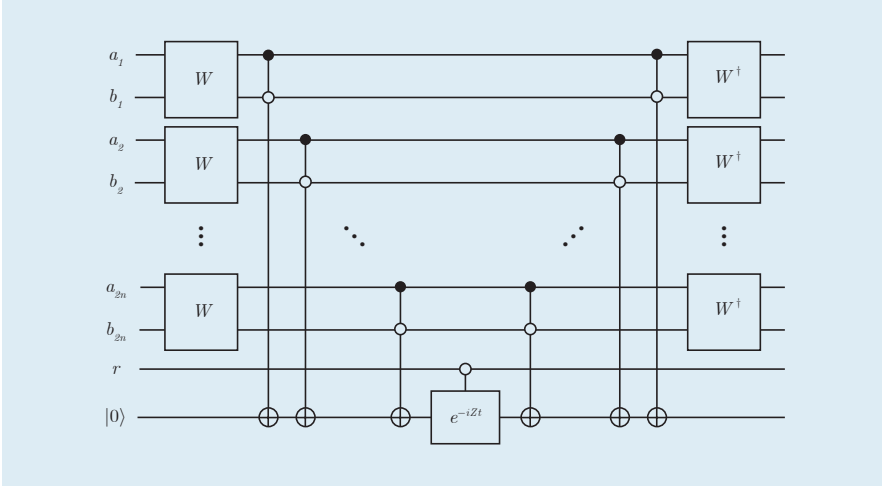 a₁ W W†
b₁
a₂ W W†
b₂
⋮ ⋱ ⋰ ⋮
a₂ₙ W W†
b₂ₙ
r
|0⟩ e^{−iZt}